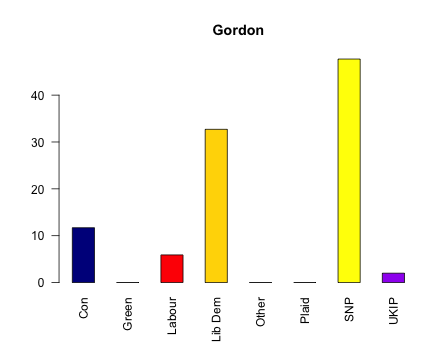 Gordon
40
30
20
10
0
Con
Green
Labour
Lib Dem
Other
Plaid
SNP
UKIP